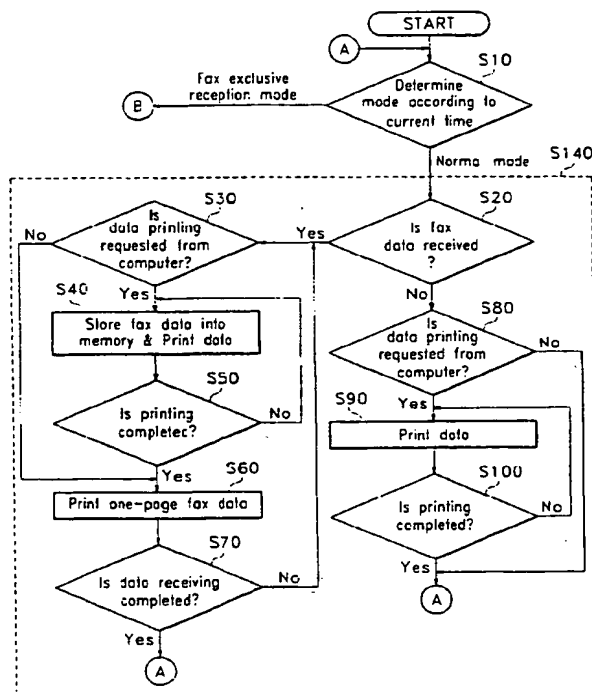 START
A
S10
Fax exclusive
reception mode
B
Determine
mode according to
current time
Norma mode
S140
S30
Is
data printing
requested from
computer?
No
Yes
S20
Is fax
data received
?
Yes
No
S40
Store fax data into
memory & Print data
S80
Is
data printing
requested from
computer?
No
Yes
S50
Is printing
completec?
No
Yes
S90
Print data
S60
Print one-page fax data
S100
Is printing
completed?
No
Yes
S70
Is data receiving
completed?
No
Yes
A
A